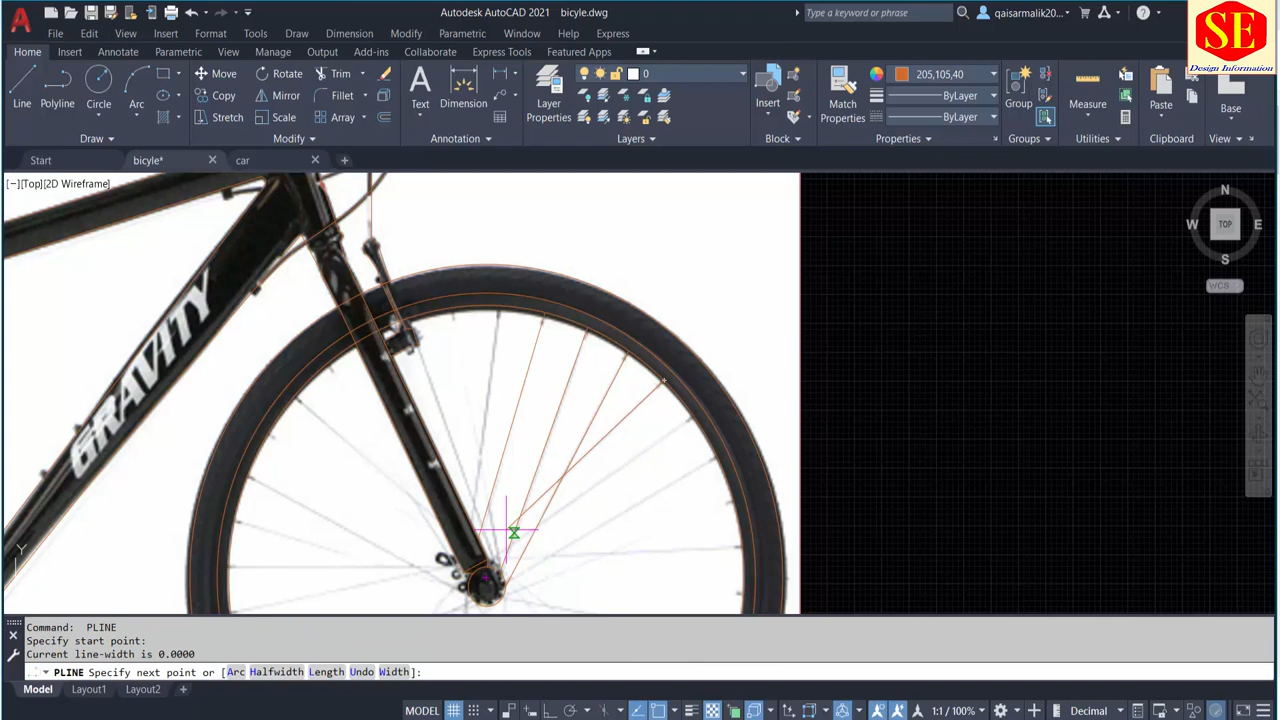 Autodesk AutoCAD 2021 bicyle.dwg
Type a keyword or phrase
qaisarmalik20...
SE
Design Information
File Edit View Insert Format Tools Draw Dimension Modify Parametric Window Help Express
Home Insert Annotate Parametric View Manage Output Add-ins Collaborate Express Tools Featured Apps
Line Polyline Circle Arc
Move Rotate Trim
Copy Mirror Fillet
Stretch Scale Array
Text Dimension
Layer Properties
0
Insert
Match Properties
205,105,40
ByLayer
ByLayer
Group
Measure
Paste
Base
Draw Modify Annotation Layers Block Properties Groups Utilities Clipboard View
Start bicyle* car
[−][Top][2D Wireframe]
N
W TOP E
S
WCS
GRAVITY
Y
Command: PLINE
Specify start point:
Current line-width is 0.0000
PLINE Specify next point or [Arc Halfwidth Length Undo Width]:
Model Layout1 Layout2
MODEL 1:1 / 100% Decimal